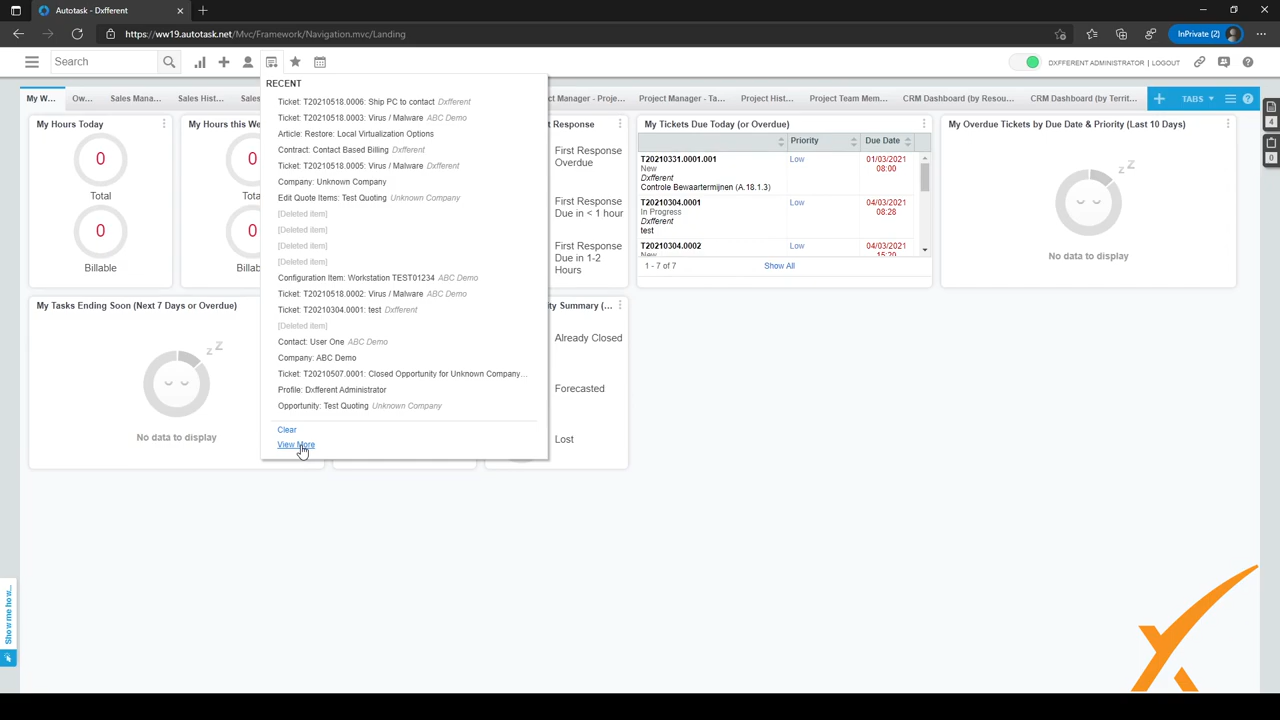 Autotask - Dxfferent
https://ww19.autotask.net/Mvc/Framework/Navigation.mvc/Landing
InPrivate (2)
Search
DXFFERENT ADMINISTRATOR | LOGOUT
RECENT
Ticket: T20210518.0006: Ship PC to contact Dxfferent
Ticket: T20210518.0003: Virus / Malware ABC Demo
Article: Restore: Local Virtualization Options
Contract: Contact Based Billing Dxfferent
Ticket: T20210518.0005: Virus / Malware Dxfferent
Company: Unknown Company
Edit Quote Items: Test Quoting Unknown Company
[Deleted item]
[Deleted item]
[Deleted item]
[Deleted item]
Configuration Item: Workstation TEST01234 ABC Demo
Ticket: T20210518.0002: Virus / Malware ABC Demo
Ticket: T20210304.0001: test Dxfferent
[Deleted item]
Contact: User One ABC Demo
Company: ABC Demo
Ticket: T20210507.0001: Closed Opportunity for Unknown Company...
Profile: Dxfferent Administrator
Opportunity: Test Quoting Unknown Company
Clear
View More
My W...
Ow...
Sales Mana...
Sales Hist...
Sales
ct Manager - Proje...
Project Manager - Ta...
Project Hist...
Project Team Mem...
CRM Dashboard (by Resou...
CRM Dashboard (by Territ...
TABS
4
0
My Hours Today
0
Total
0
Billable
My Hours this We
0
Tota
0
Billab
t Response
First Response
Overdue
First Response
Due in < 1 hour
First Response
Due in 1-2
Hours
My Tickets Due Today (or Overdue)
Priority
Due Date
T20210331.0001.001
New
Dxfferent
Controle Bewaartermijnen (A.18.1.3)
Low
01/03/2021
08:00
T20210304.0001
In Progress
Dxfferent
test
Low
04/03/2021
08:28
T20210304.0002
New
Low
04/03/2021
15:20
1 - 7 of 7
Show All
My Overdue Tickets by Due Date & Priority (Last 10 Days)
No data to display
My Tasks Ending Soon (Next 7 Days or Overdue)
No data to display
ity Summary (...
Already Closed
Forecasted
Lost
Show me how...